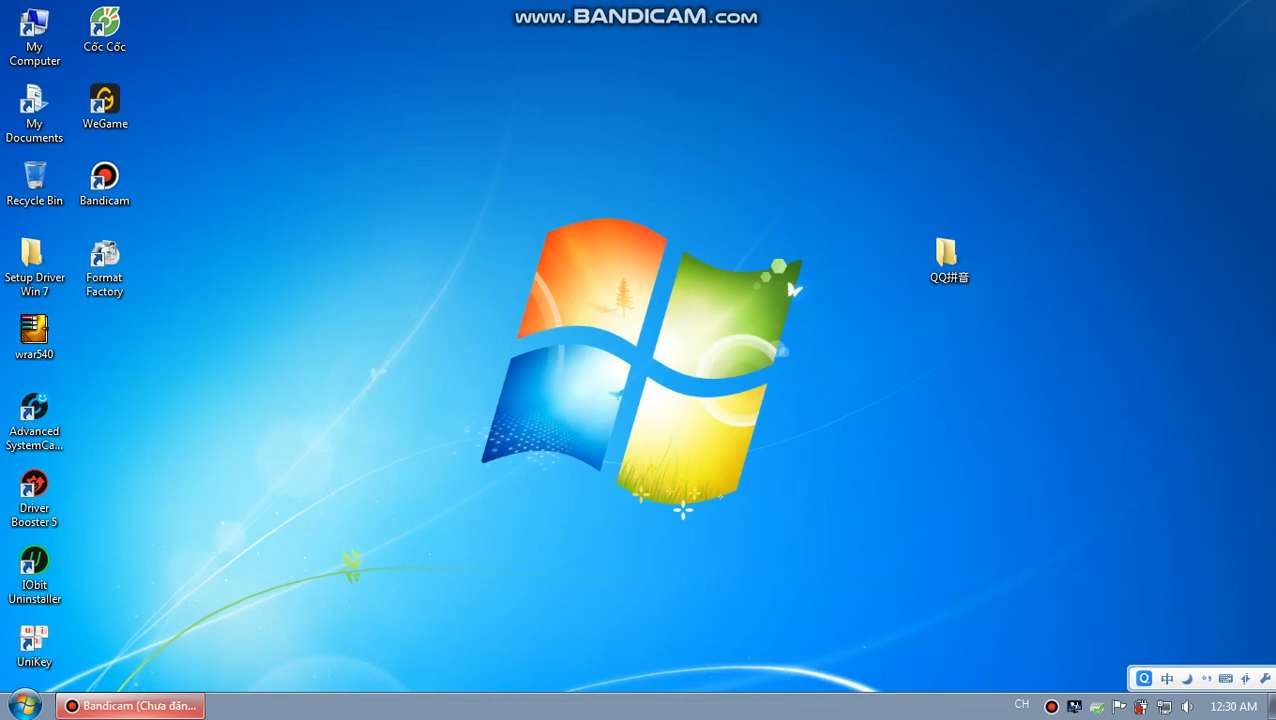 www.BANDICAM.com
My
Computer
Cốc Cốc
My
Documents
WeGame
Recycle Bin
Bandicam
Setup Driver
Win 7
Format
Factory
QQ拼音
wrar540
Advanced
SystemCa...
Driver
Booster 5
IObit
Uninstaller
UniKey
中
Bandicam (Chưa đăn...
CH
12:30 AM